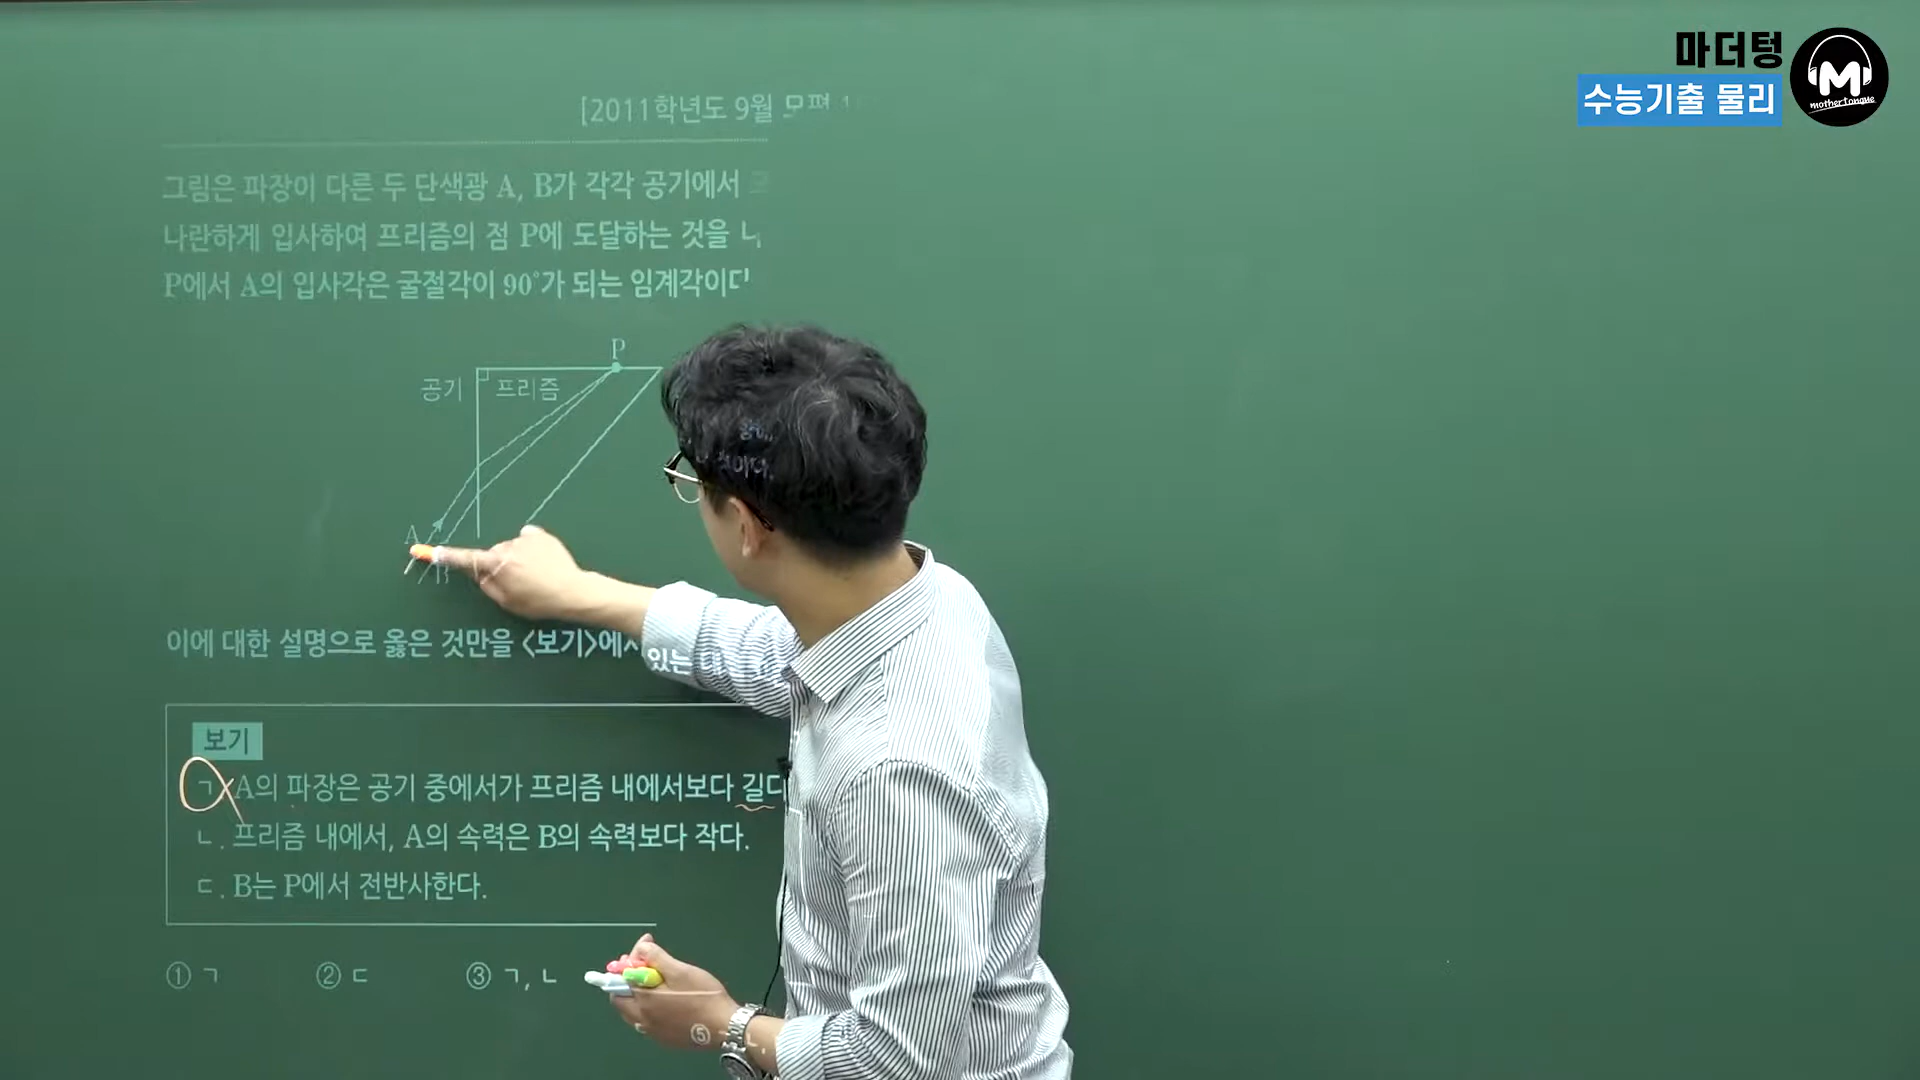 마더텅
수능기출 물리
M
mothertongue
[2011학년도 9월 모평
그림은 파장이 다른 두 단색광 A, B가 각각 공기에서
나란하게 입사하여 프리즘의 점 P에 도달하는 것을
P에서 A의 입사각은 굴절각이 90°가 되는 임계각이다
P
공기
프리즘
A
B
이에 대한 설명으로 옳은 것만을 <보기>에서 있는
보기
ㄱ. A의 파장은 공기 중에서가 프리즘 내에서보다 길다
ㄴ. 프리즘 내에서, A의 속력은 B의 속력보다 작다.
ㄷ. B는 P에서 전반사한다.
① ㄱ ② ㄷ ③ ㄱ, ㄴ
⑤ ㄴ,